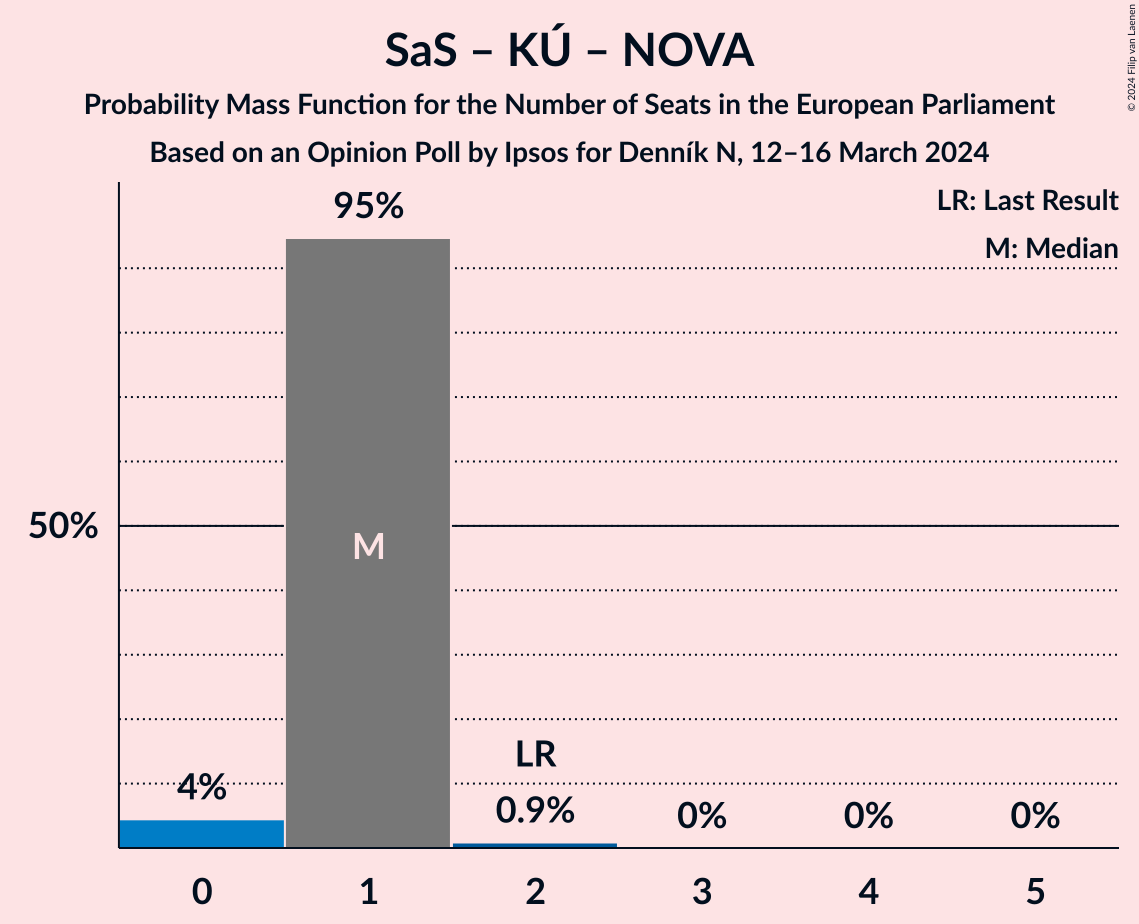 SaS – KÚ – NOVA
Probability Mass Function for the Number of Seats in the European Parliament
Based on an Opinion Poll by Ipsos for Denník N, 12–16 March 2024
© 2024 Filip van Laenen
LR: Last Result
M: Median
95%
50%
M
LR
4%
0.9%
0%
0%
0%
0
1
2
3
4
5